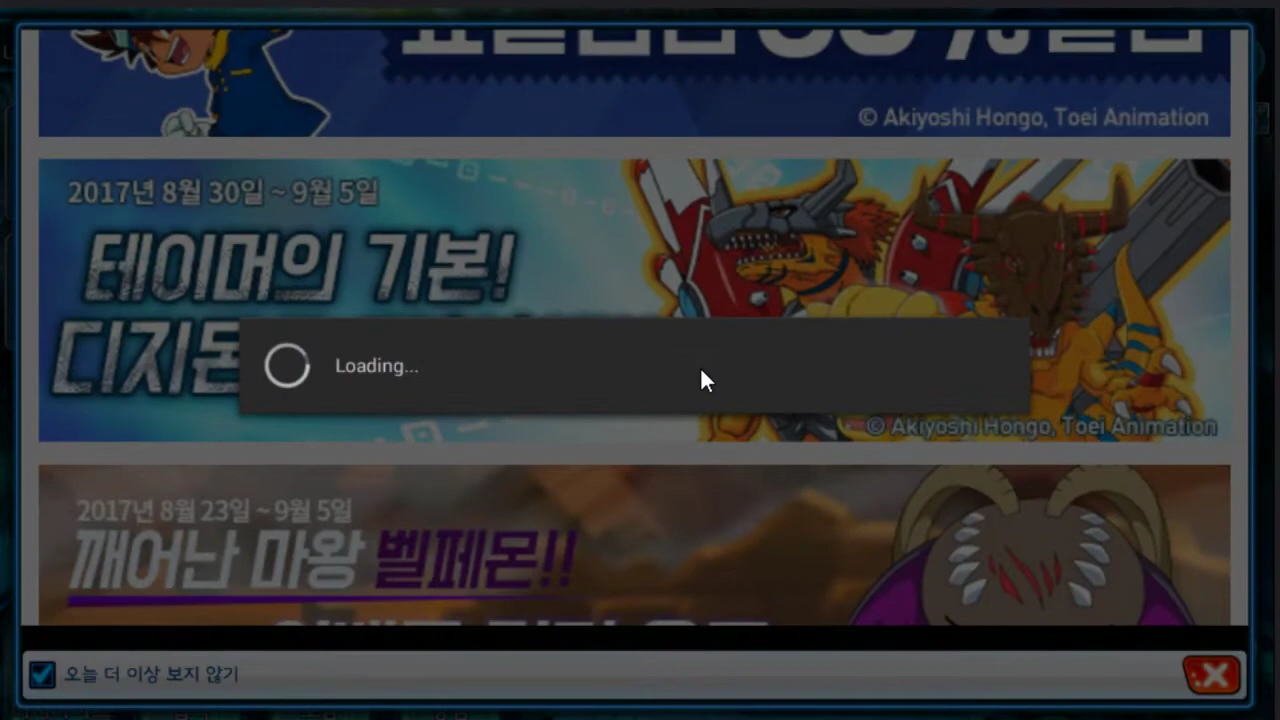 © Akiyoshi Hongo, Toei Animation
2017년 8월 30일 ~ 9월 5일
테이머의 기본!
디지몬
Loading...
© Akiyoshi Hongo, Toei Animation
2017년 8월 23일 ~ 9월 5일
깨어난 마왕 벨페몬!!
오늘 더 이상 보지 않기